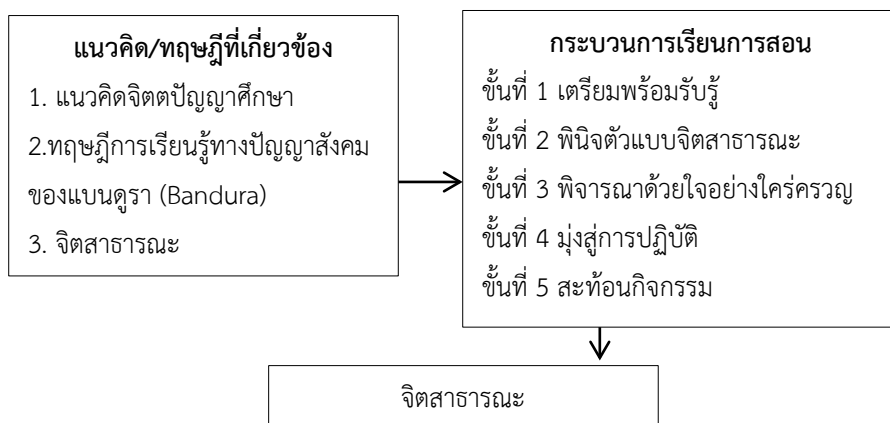 แนวคิด/ทฤษฎีที่เกี่ยวข้อง
1. แนวคิดจิตตปัญญาศึกษา
2.ทฤษฎีการเรียนรู้ทางปัญญาสังคม
ของแบนดูรา (Bandura)
3. จิตสาธารณะ
กระบวนการเรียนการสอน
ขั้นที่ 1 เตรียมพร้อมรับรู้
ขั้นที่ 2 พินิจตัวแบบจิตสาธารณะ
ขั้นที่ 3 พิจารณาด้วยใจอย่างใคร่ครวญ
ขั้นที่ 4 มุ่งสู่การปฏิบัติ
ขั้นที่ 5 สะท้อนกิจกรรม
จิตสาธารณะ